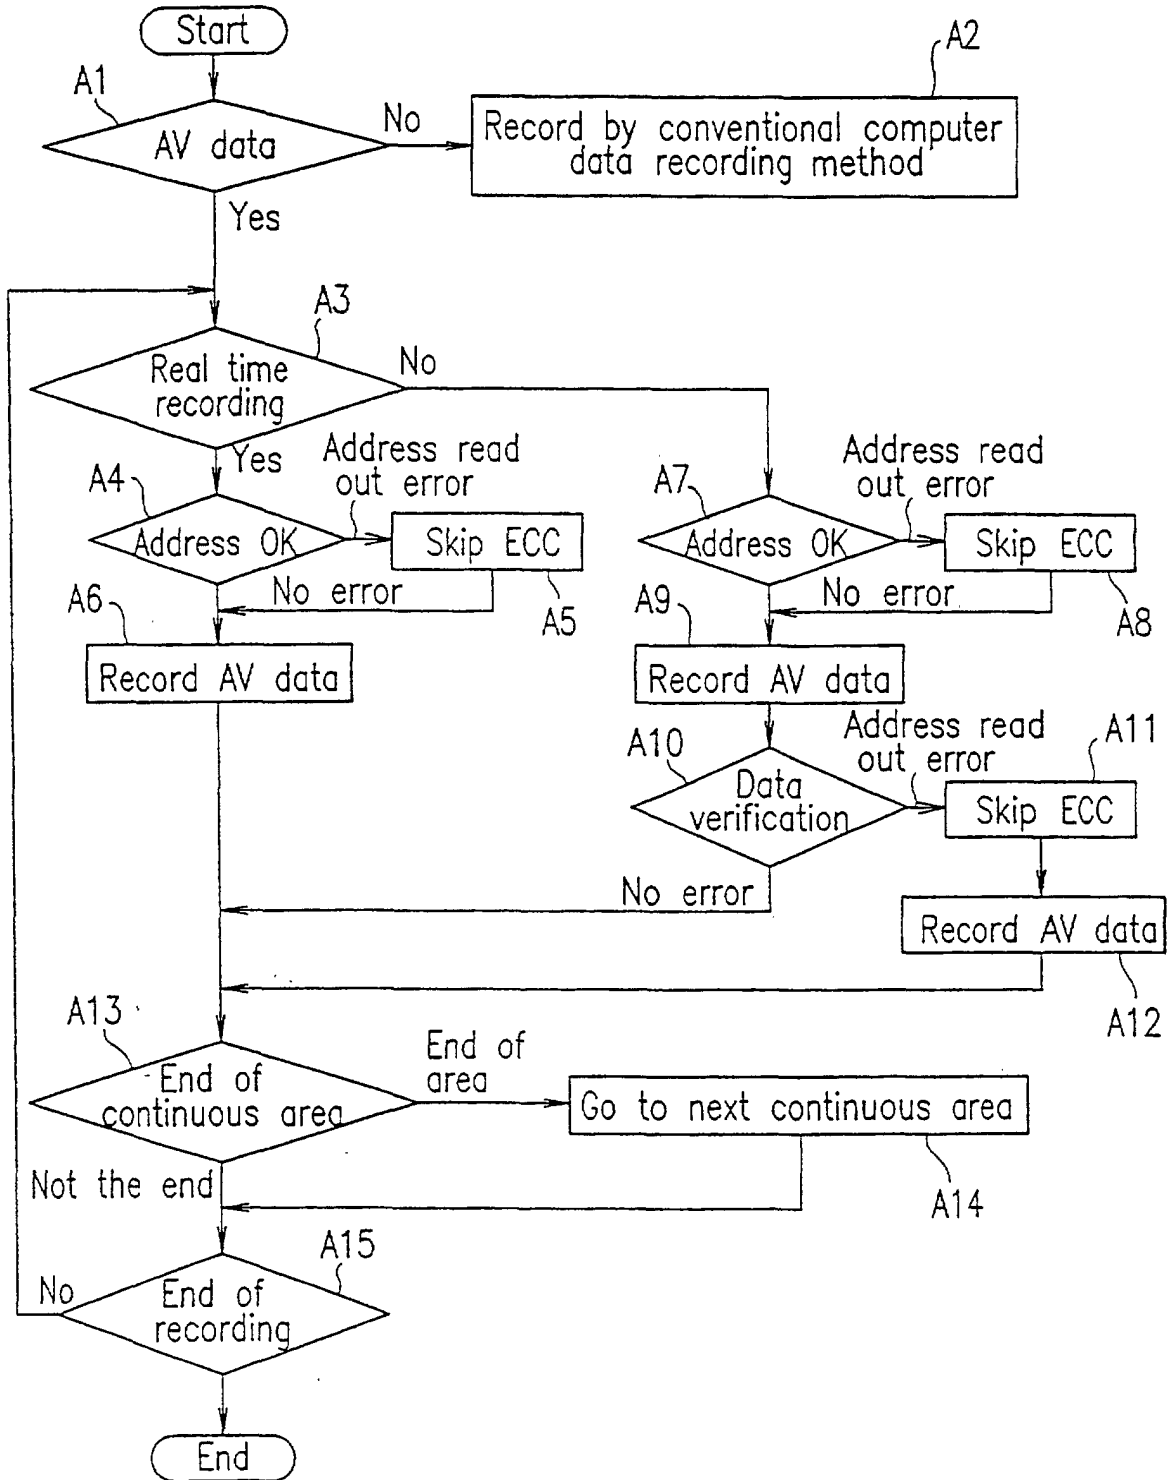 Start
A1
A2
AV data
No
Record by conventional computer
data recording method
Yes
A3
Real time
recording
No
Yes
Address read
out error
Address read
out error
A4
A7
Address OK
Skip ECC
Address OK
Skip ECC
No error
No error
A6
A5
A9
A8
Record AV data
Record AV data
A10
Address read
out error
A11
Data
verification
Skip ECC
No error
Record AV data
A13
A12
End of
continuous area
End of
area
Go to next continuous area
Not the end
A14
A15
No
End of
recording
End